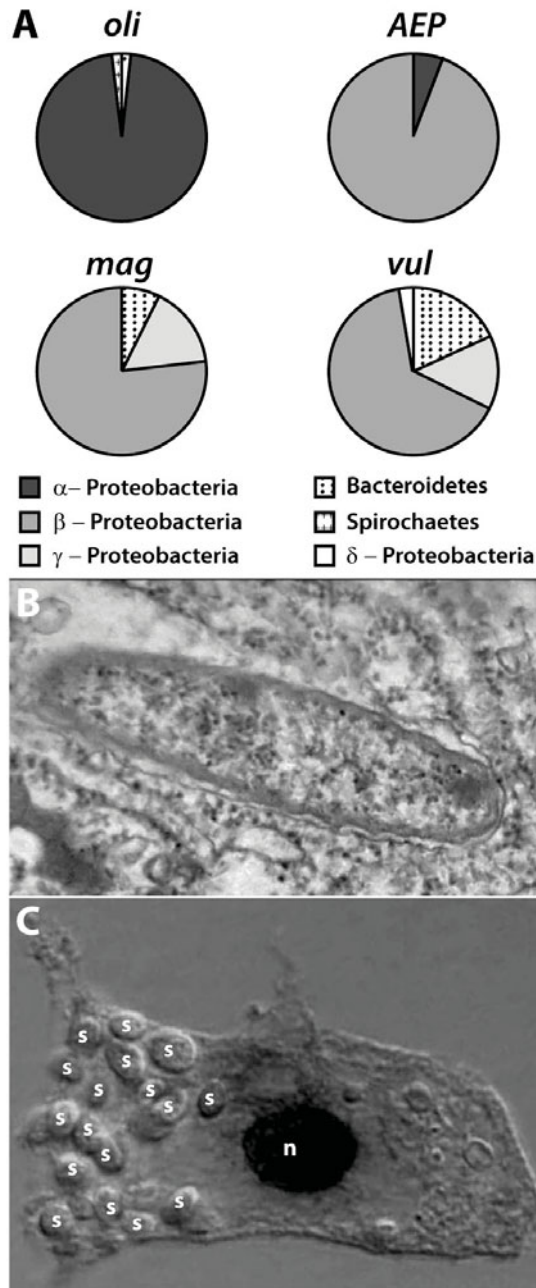 A
oli AEP
mag vul
α– Proteobacteria Bacteroidetes
β – Proteobacteria Spirochaetes
γ – Proteobacteria δ – Proteobacteria
B
C
s s
s s
s
s s s
s
s
s
n
s
s
s s
s s